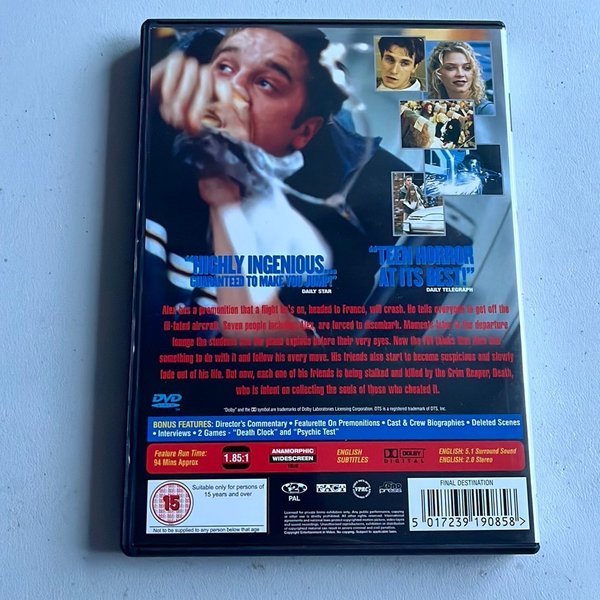 "HIGHLY INGENIOUS...
GUARANTEED TO MAKE YOU JUMP!"
DAILY STAR
"TEEN HORROR
AT ITS BEST!"
DAILY TELEGRAPH
Alex has a premonition that a flight he's on, headed to France, will crash. He tells everyone to get off the
ill-fated aircraft. Seven people including Alex, are forced to disembark. Moments later in the departure
lounge the students see the plane explode before their very eyes. Now the FBI thinks that Alex had
something to do with it and follow his every move. His friends also start to become suspicious and slowly
fade out of his life. But now, each one of his friends is being stalked and killed by the Grim Reaper, Death,
who is intent on collecting the souls of those who cheated it.
DVD
VIDEO
"Dolby" and the symbol are trademarks of Dolby Laboratories Licensing Corporation. DTS is a registered trademark of DTS, Inc.
BONUS FEATURES: Director's Commentary • Featurette On Premonitions • Cast & Crew Biographies • Deleted Scenes
• Interviews • 2 Games - "Death Clock" and "Psychic Test"
Feature Run Time:
94 Mins Approx
1.85:1
ANAMORPHIC
WIDESCREEN
16:9
ENGLISH
SUBTITLES
DOLBY
DIGITAL
ENGLISH: 5.1 Surround Sound
ENGLISH: 2.0 Stereo
15
Suitable only for persons of
15 years and over
Not to be supplied to any person below that age
2
PAL
VPRC
FINAL DESTINATION
5 017239 190858 >